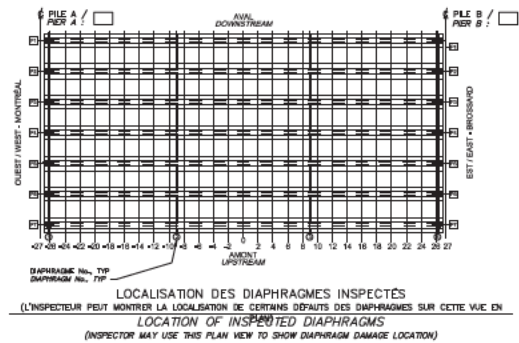 PILE A /
PIER A :
AVAL
DOWNSTREAM
PILE B /
PIER B :
OUEST / WEST - MONTRÉAL
EST / EAST - BROSSARD
-27 -26 -24 -22 -20 -18 -16 -14 -12 -10 -8 -6 -4 -2 0 2 4 6 8 10 12 14 16 18 20 22 24 26 27
AMONT
UPSTREAM
DIAPHRAGME No., TYP
DIAPHRAGM No., TYP
LOCALISATION DES DIAPHRAGMES INSPECTÉS
(L'INSPECTEUR PEUT MONTRER LA LOCALISATION DE CERTAINS DÉFAUTS DES DIAPHRAGMES SUR CETTE VUE EN
PLAN)
LOCATION OF INSPECTED DIAPHRAGMS
(INSPECTOR MAY USE THIS PLAN VIEW TO SHOW DIAPHRAGM DAMAGE LOCATION)